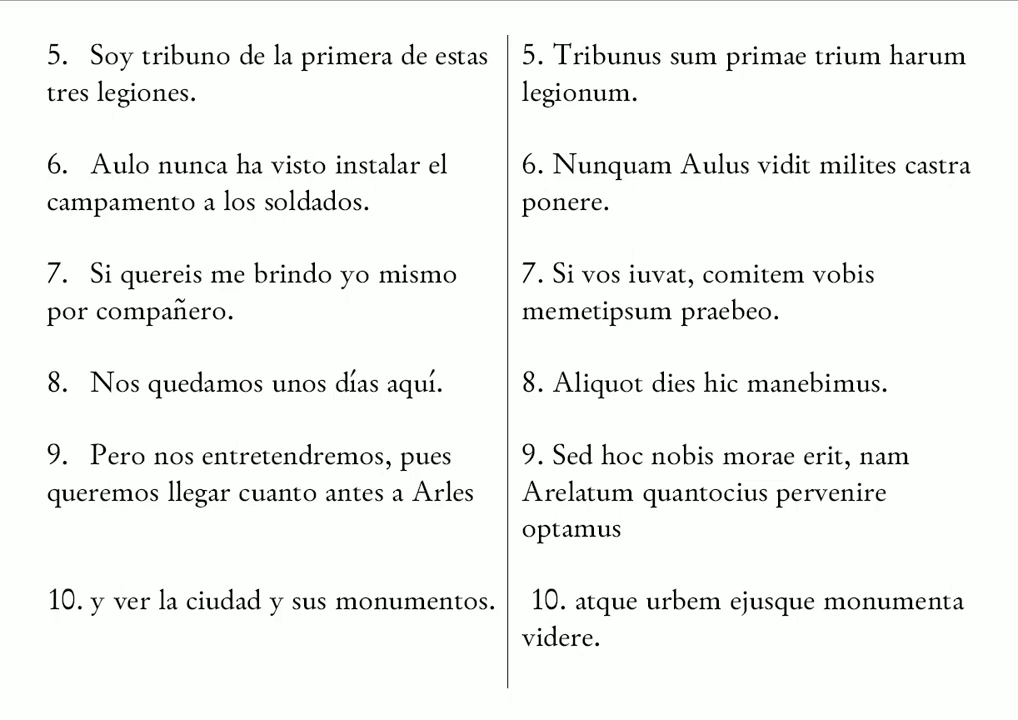 5. Soy tribuno de la primera de estas
tres legiones.
6. Aulo nunca ha visto instalar el
campamento a los soldados.
7. Si quereis me brindo yo mismo
por compañero.
8. Nos quedamos unos días aquí.
9. Pero nos entretendremos, pues
queremos llegar cuanto antes a Arles
10. y ver la ciudad y sus monumentos.
5. Tribunus sum primae trium harum
legionum.
6. Nunquam Aulus vidit milites castra
ponere.
7. Si vos iuvat, comitem vobis
memetipsum praebeo.
8. Aliquot dies hic manebimus.
9. Sed hoc nobis morae erit, nam
Arelatum quantocius pervenire
optamus
10. atque urbem ejusque monumenta
videre.